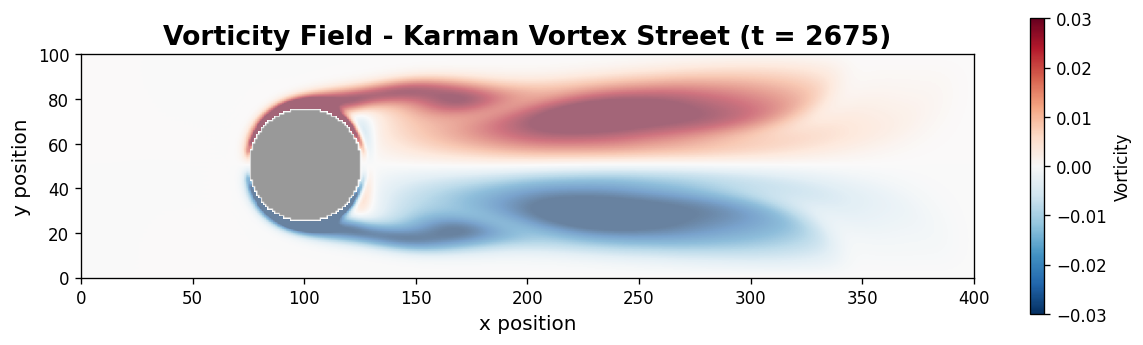 Vorticity Field - Karman Vortex Street (t = 2675)
100
80
60
40
20
0
y position
0 50 100 150 200 250 300 350 400
x position
0.03
0.02
0.01
0.00
−0.01
−0.02
−0.03
Vorticity